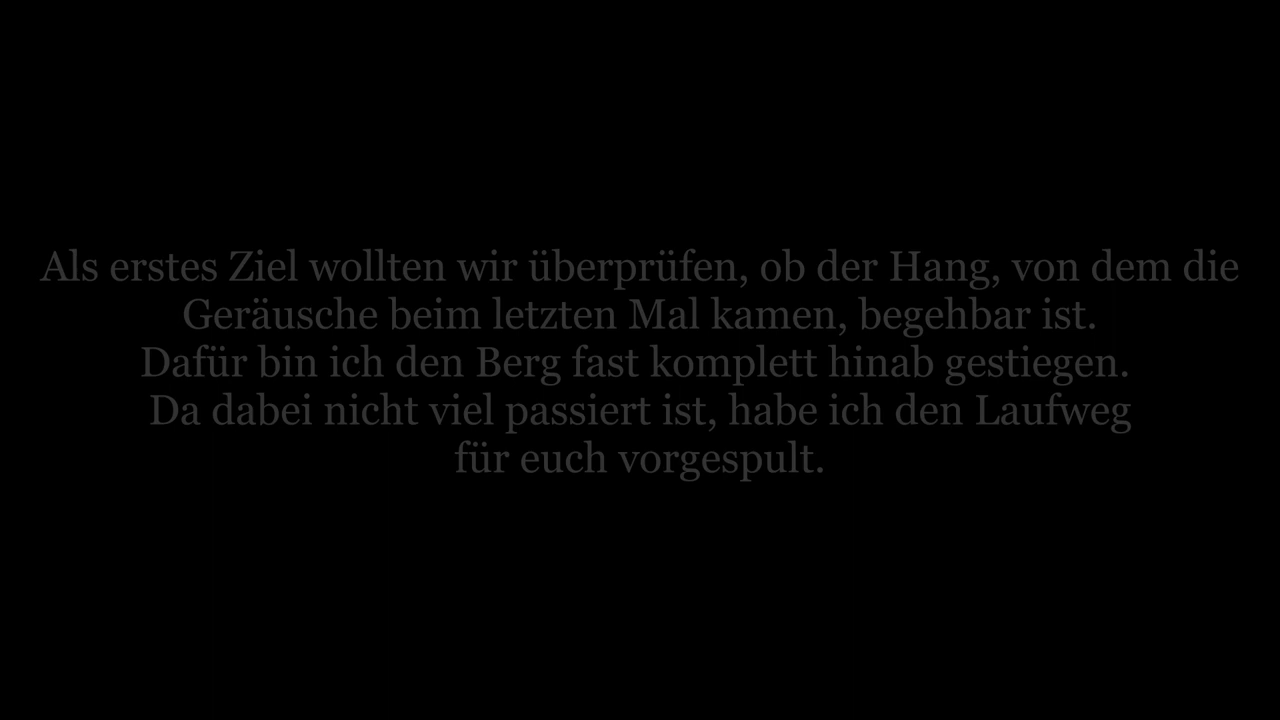 Als erstes Ziel wollten wir überprüfen, ob der Hang, von dem die
Geräusche beim letzten Mal kamen, begehbar ist.
Dafür bin ich den Berg fast komplett hinab gestiegen.
Da dabei nicht viel passiert ist, habe ich den Laufweg
für euch vorgespult.